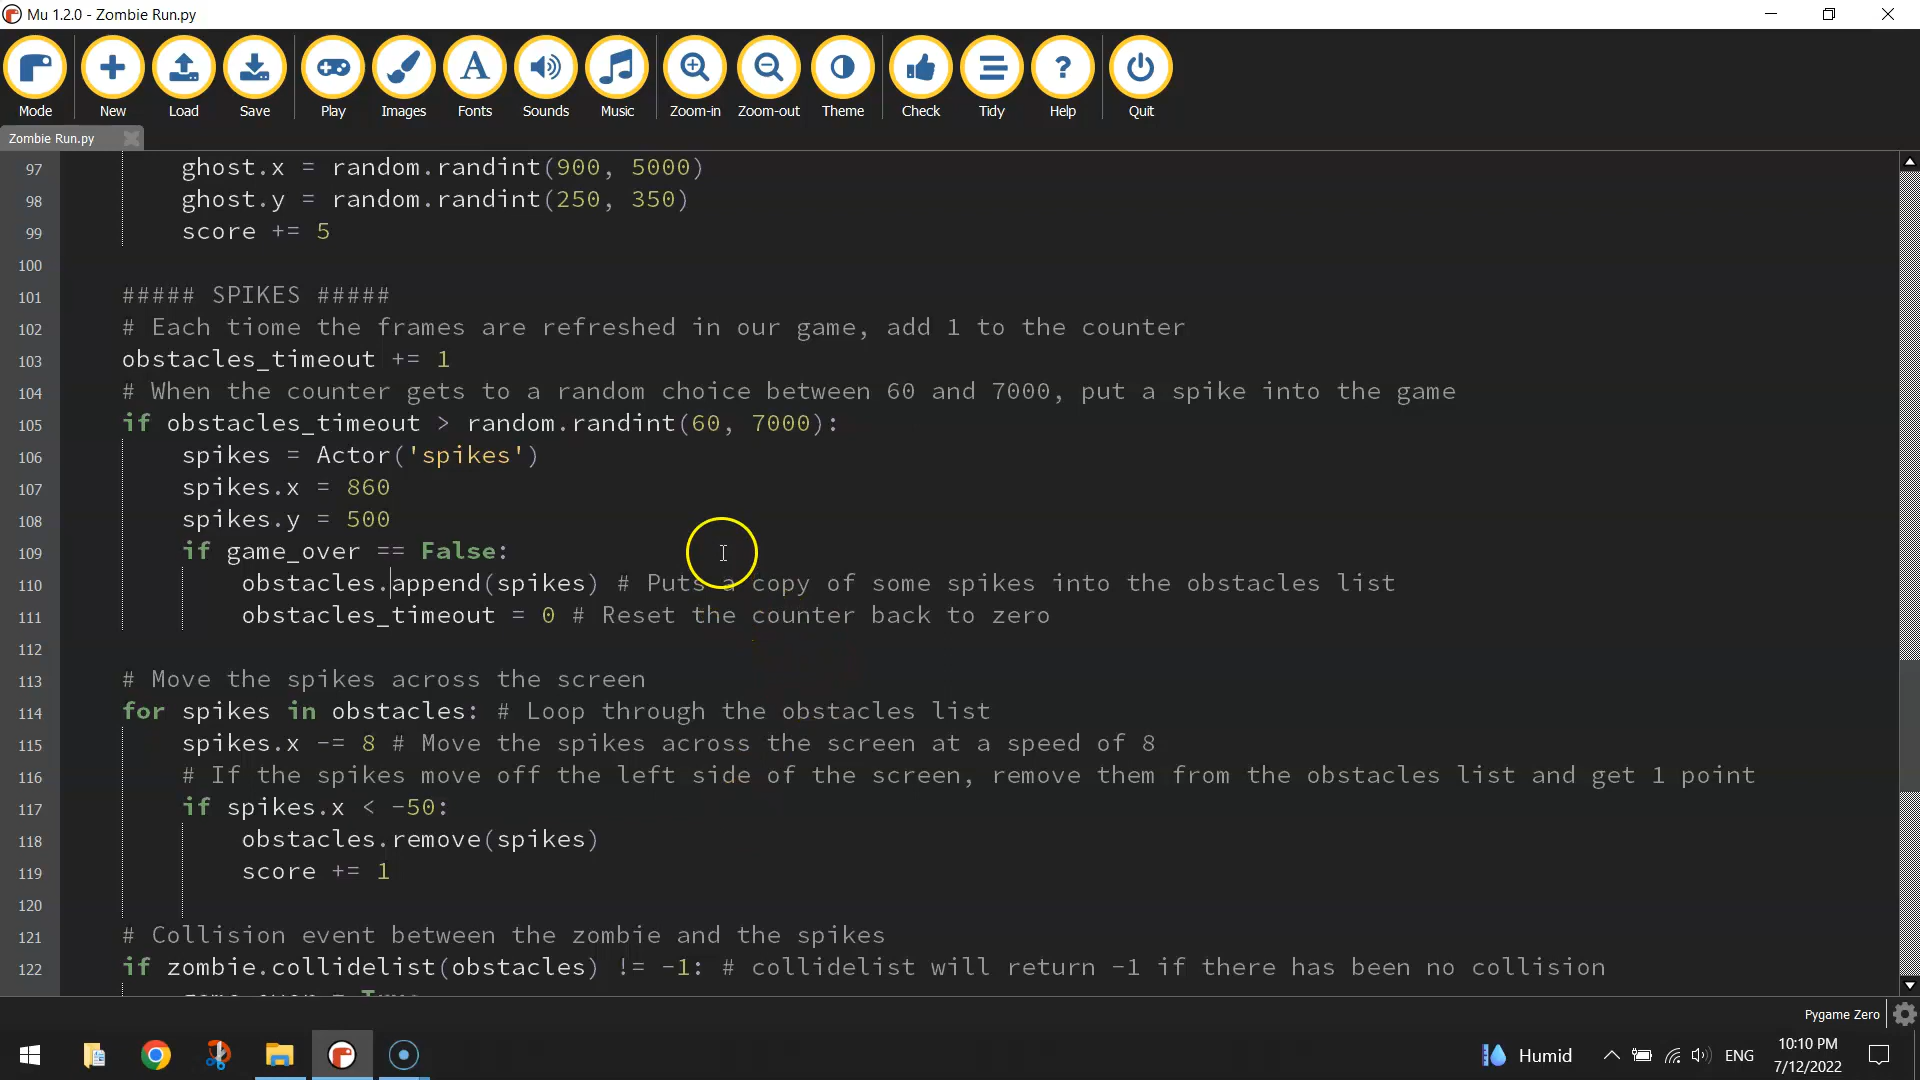 Mu 1.2.0 - Zombie Run.py
Mode New Load Save Play Images Fonts Sounds Music Zoom-in Zoom-out Theme Check Tidy Help Quit
Zombie Run.py
97 ghost.x = random.randint(900, 5000)
98 ghost.y = random.randint(250, 350)
99 score += 5
100
101 ##### SPIKES #####
102 # Each tiome the frames are refreshed in our game, add 1 to the counter
103 obstacles_timeout += 1
104 # When the counter gets to a random choice between 60 and 7000, put a spike into the game
105 if obstacles_timeout > random.randint(60, 7000):
106 spikes = Actor('spikes')
107 spikes.x = 860
108 spikes.y = 500
109 if game_over == False:
110 obstacles.append(spikes) # Puts a copy of some spikes into the obstacles list
111 obstacles_timeout = 0 # Reset the counter back to zero
112
113 # Move the spikes across the screen
114 for spikes in obstacles: # Loop through the obstacles list
115 spikes.x -= 8 # Move the spikes across the screen at a speed of 8
116 # If the spikes move off the left side of the screen, remove them from the obstacles list and get 1 point
117 if spikes.x < -50:
118 obstacles.remove(spikes)
119 score += 1
120
121 # Collision event between the zombie and the spikes
122 if zombie.collidelist(obstacles) != -1: # collidelist will return -1 if there has been no collision
Pygame Zero
Humid ENG 10:10 PM
7/12/2022